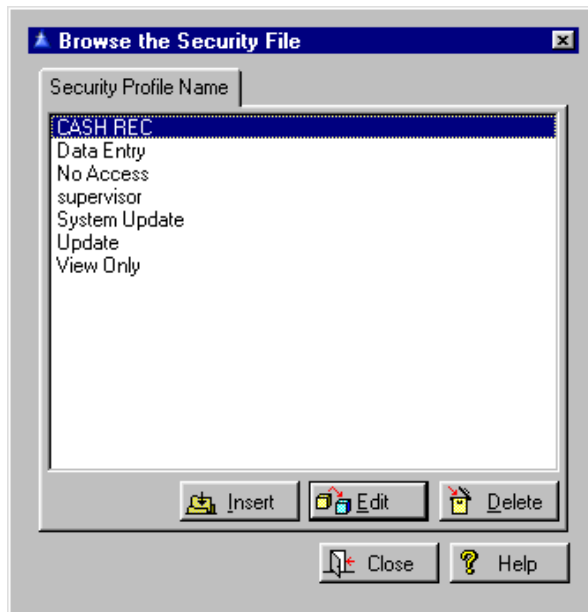 Browse the Security File
Security Profile Name
CASH REC
Data Entry
No Access
supervisor
System Update
Update
View Only
Insert Edit Delete
Close Help